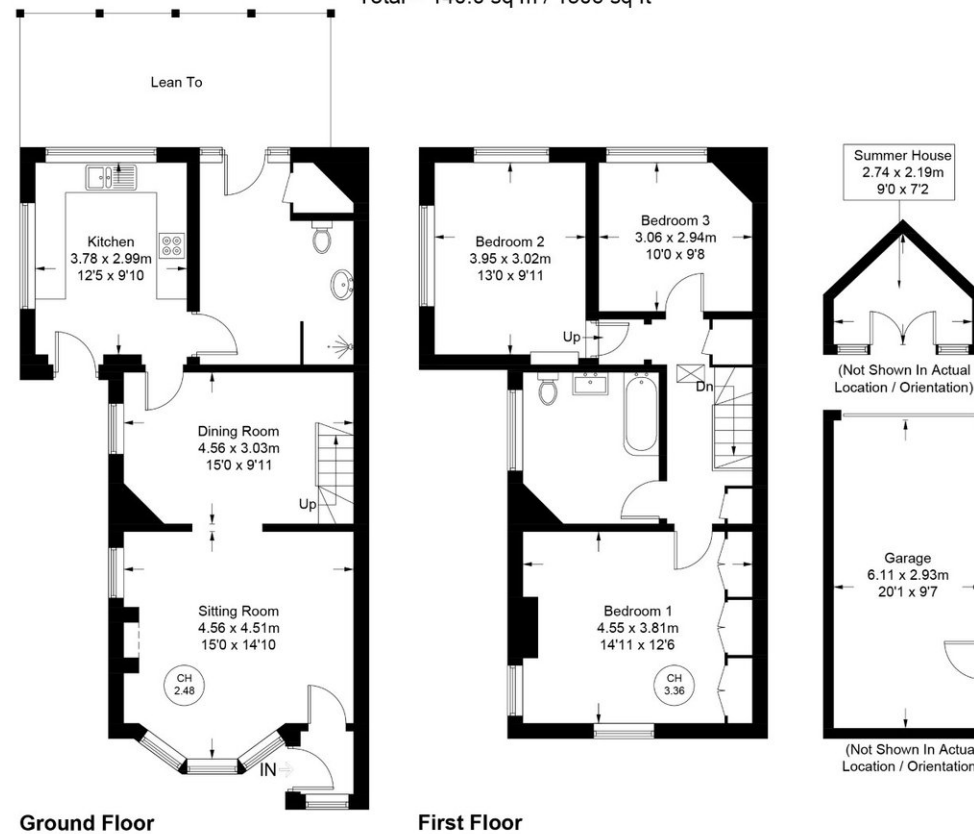 Lean To
Kitchen
3.78 x 2.99m
12'5 x 9'10
Dining Room
4.56 x 3.03m
15'0 x 9'11
Up
Sitting Room
4.56 x 4.51m
15'0 x 14'10
CH
2.48
IN
Ground Floor
Bedroom 2
3.95 x 3.02m
13'0 x 9'11
Bedroom 3
3.06 x 2.94m
10'0 x 9'8
Up
Dn
Bedroom 1
4.55 x 3.81m
14'11 x 12'6
CH
3.36
First Floor
Summer House
2.74 x 2.19m
9'0 x 7'2
(Not Shown In Actual
Location / Orientation)
Garage
6.11 x 2.93m
20'1 x 9'7
(Not Shown In Actua
Location / Orientation